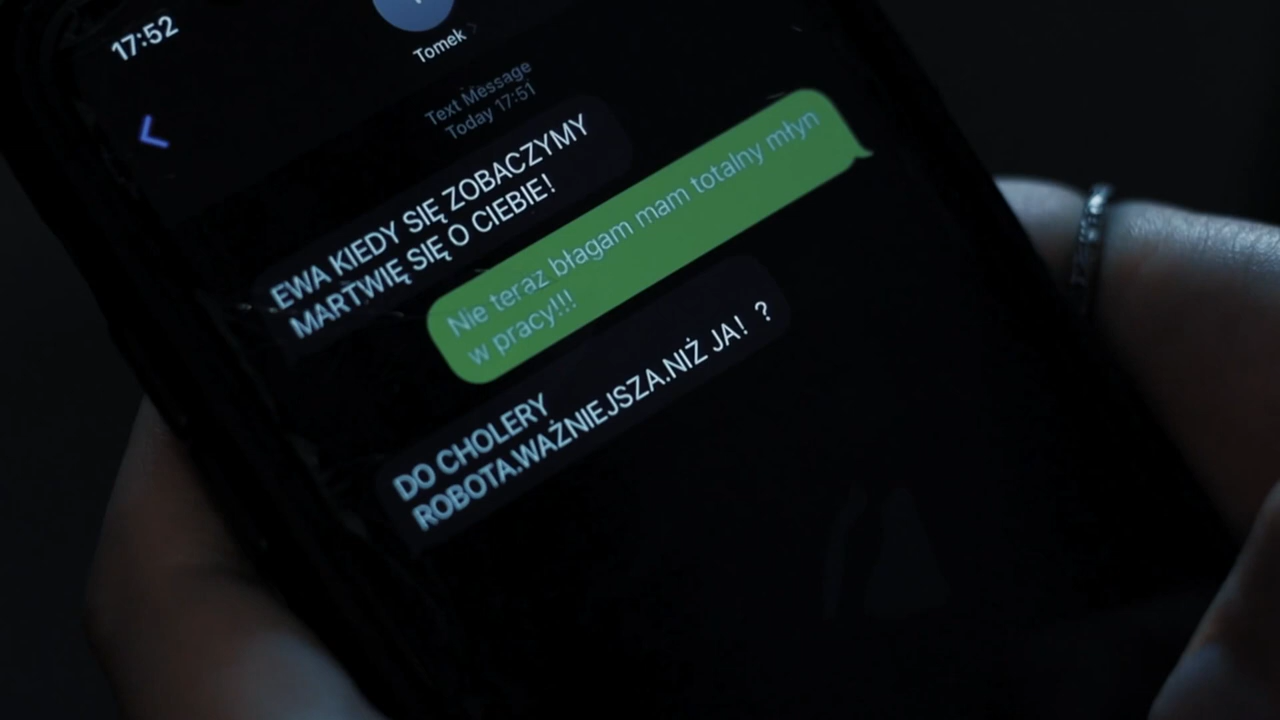 17:52
Tomek
Text Message
Today 17:51
EWA KIEDY SIĘ ZOBACZYMY
MARTWIĘ SIĘ O CIEBIE!
Nie teraz błagam mam totalny młyn
w pracy!!!
DO CHOLERY
ROBOTA.WAŻNIEJSZA.NIŻ JA! ?